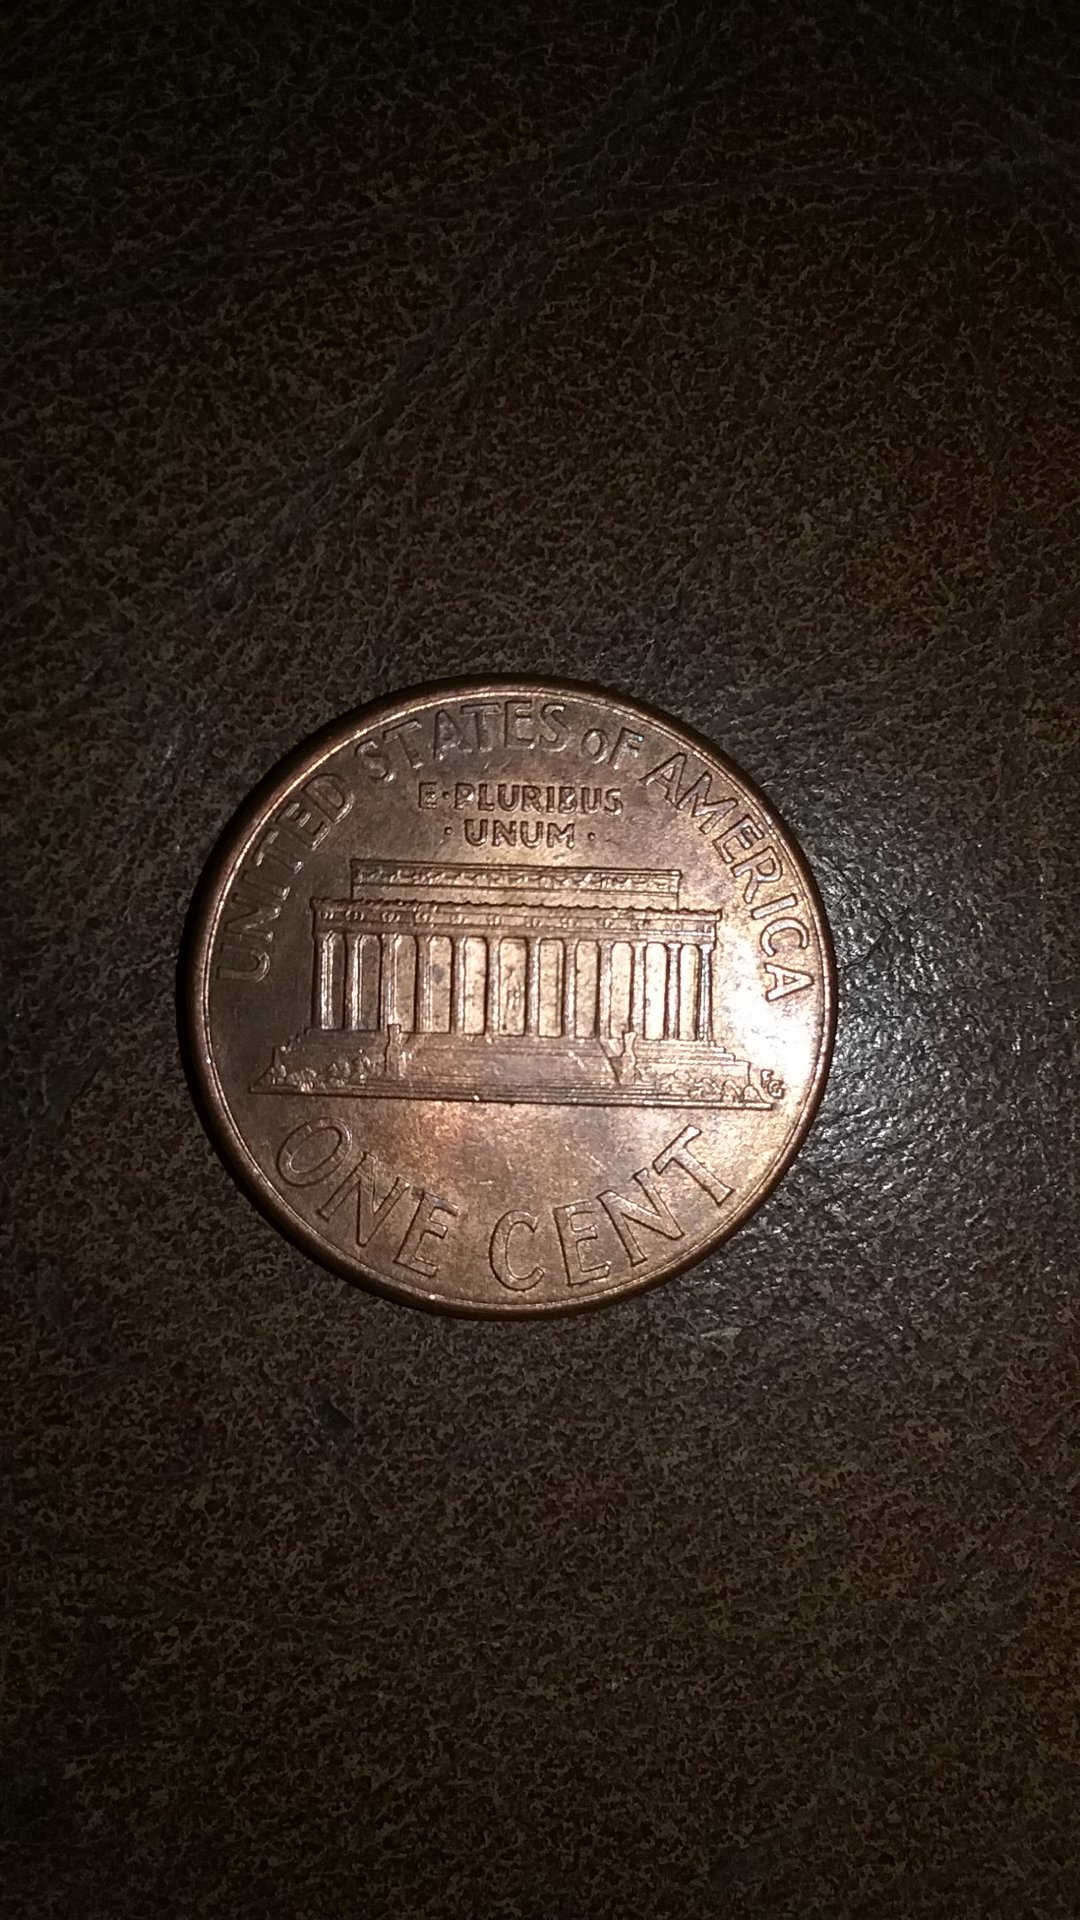 UNITED STATES OF AMERICA
E·PLURIBUS
·UNUM·
FG
ONE CENT